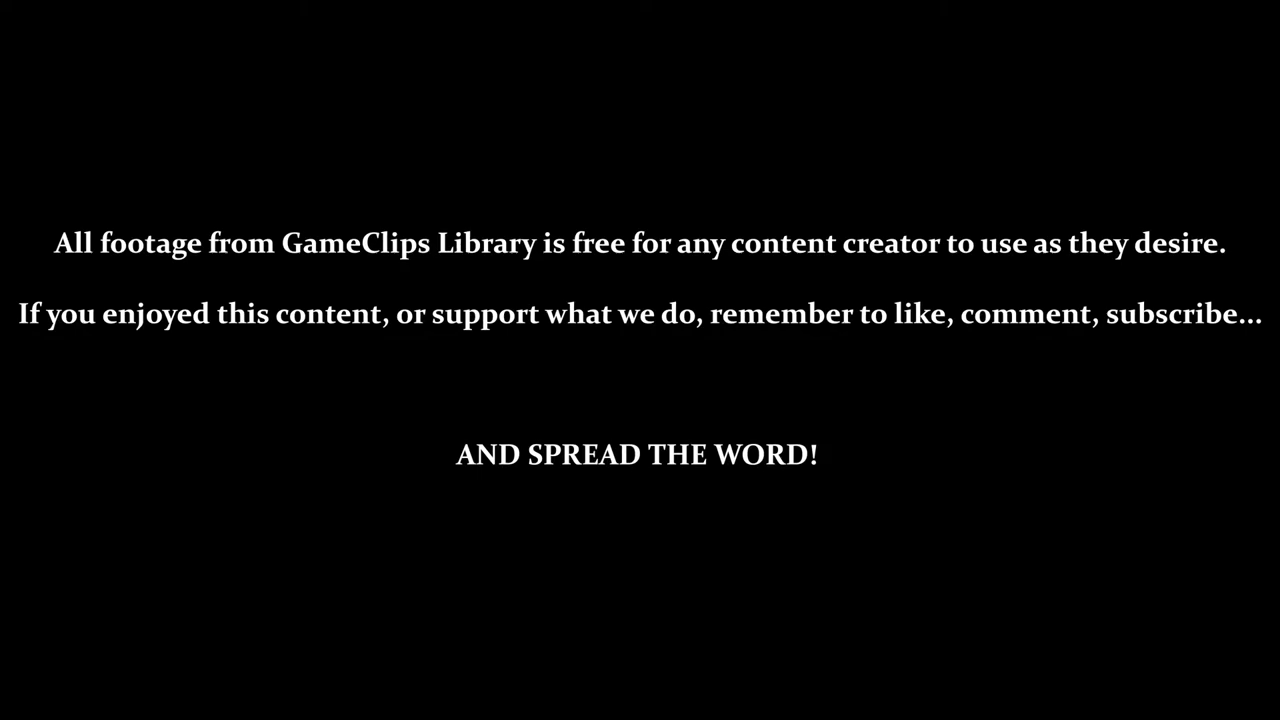 All footage from GameClips Library is free for any content creator to use as they desire.
If you enjoyed this content, or support what we do, remember to like, comment, subscribe...
AND SPREAD THE WORD!